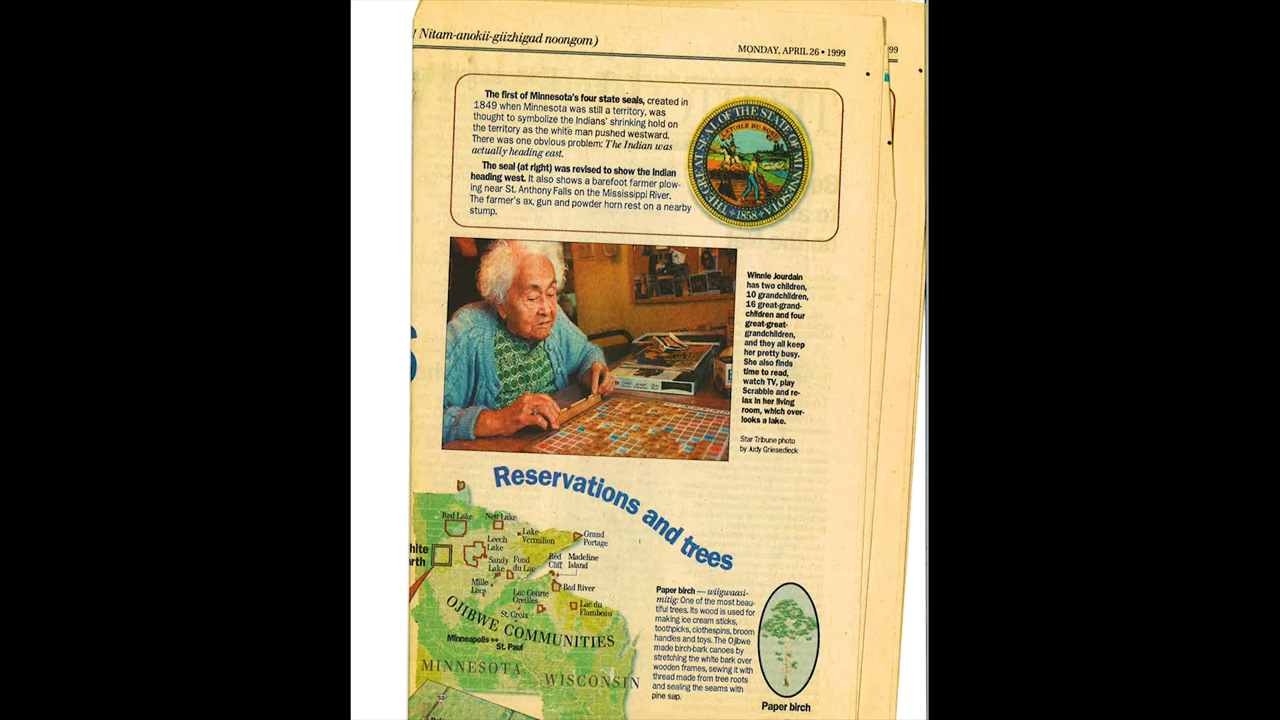 ! Nitam-anokii-giizhigad noongom)
MONDAY, APRIL 26 • 1999
99
The first of Minnesota's four state seals, created in
1849 when Minnesota was still a territory, was
thought to symbolize the Indians' shrinking hold on
the territory as the white man pushed westward.
There was one obvious problem: The Indian was
actually heading east.
The seal (at right) was revised to show the Indian
heading west. It also shows a barefoot farmer plow-
ing near St. Anthony Falls on the Mississippi River.
The farmer's ax, gun and powder horn rest on a nearby
stump.
THE GREAT SEAL OF THE STATE OF MINNESOTA
L'ETOILE DU NORD
1858
Winnie Jourdain
has two children,
10 grandchildren,
16 great-grand-
children and four
great-great-
grandchildren,
and they all keep
her pretty busy.
She also finds
time to read,
watch TV, play
Scrabble and re-
lax in her living
room, which over-
looks a lake.
Star Tribune photo
by Judy Griesedieck
Reservations and trees
Red Lake
Nett Lake
Lake
Vermilion
Grand
Portage
hite
arth
Leech
Lake
Sandy
Lake
Fond
du Lac
Red
Cliff
Madeline
Island
Mille
Lacs
Bad River
Lac Courte
Oreilles
St. Croix
Lac du
Flambeau
OJIBWE COMMUNITIES
Minneapolis
St. Paul
MINNESOTA
WISCONSIN
59
Paper birch — wiigwaasi-
mitig: One of the most beau-
tiful trees. Its wood is used for
making ice cream sticks,
toothpicks, clothespins, broom
handles and toys. The Ojibwe
made birch-bark canoes by
stretching the white bark over
wooden frames, sewing it with
thread made from tree roots
and sealing the seams with
pine sap.
Paper birch